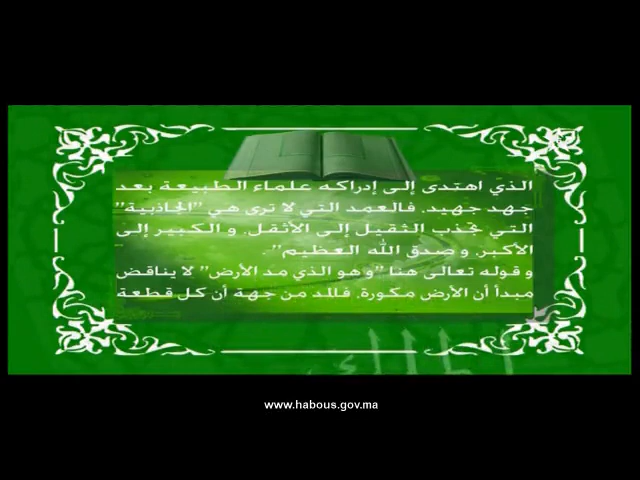 الذي اهتدى إلى إدراكه علماء الطبيعة بعد
جهد جهيد. فالعمد التي لا ترى هي "الجاذبية"
التي تجذب الثقيل إلى الأثقل، و الكبير إلى
الأكبر، و صدق الله العظيم".
و قوله تعالى هنا "وهو الذي مد الأرض" لا يناقض
مبدأ أن الأرض مكورة، فالمد من جهة أن كل قطعة
الملك
www.habous.gov.ma